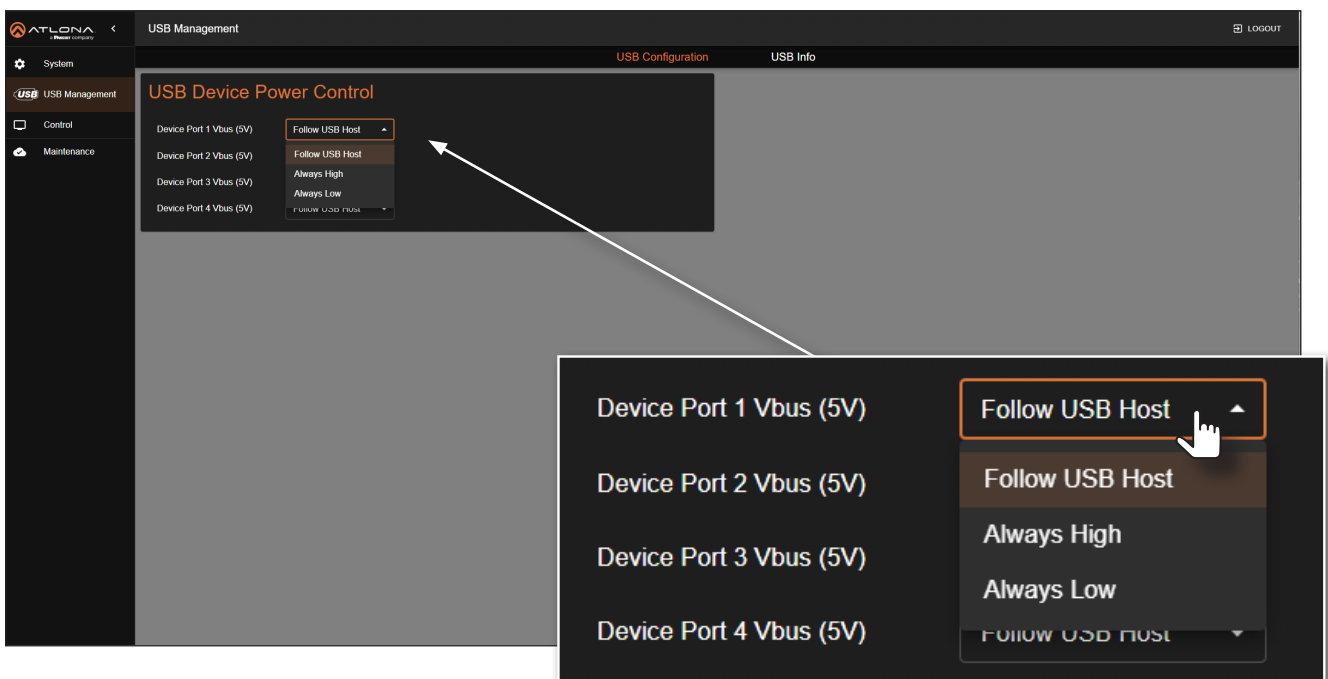 ATLONA
a Panduit company
USB Management
LOGOUT
USB Configuration
USB Info
System
USB
USB Management
Control
Maintenance
USB Device Power Control
Device Port 1 Vbus (5V)
Follow USB Host
Device Port 2 Vbus (5V)
Follow USB Host
Always High
Device Port 3 Vbus (5V)
Always Low
Device Port 4 Vbus (5V)
Follow USB Host
Device Port 1 Vbus (5V)
Follow USB Host
Device Port 2 Vbus (5V)
Follow USB Host
Always High
Device Port 3 Vbus (5V)
Always Low
Device Port 4 Vbus (5V)
Follow USB Host